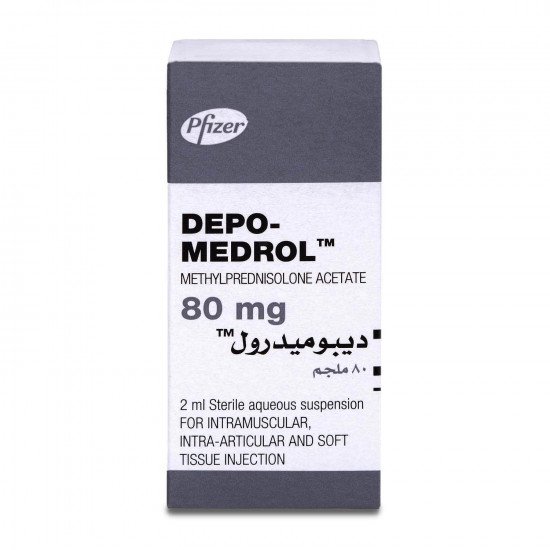 Pfizer
DEPO-
MEDROL™
METHYLPREDNISOLONE ACETATE
80 mg
ديبوميدرول™
٨٠ ملجم
2 ml Sterile aqueous suspension
FOR INTRAMUSCULAR,
INTRA-ARTICULAR AND SOFT
TISSUE INJECTION